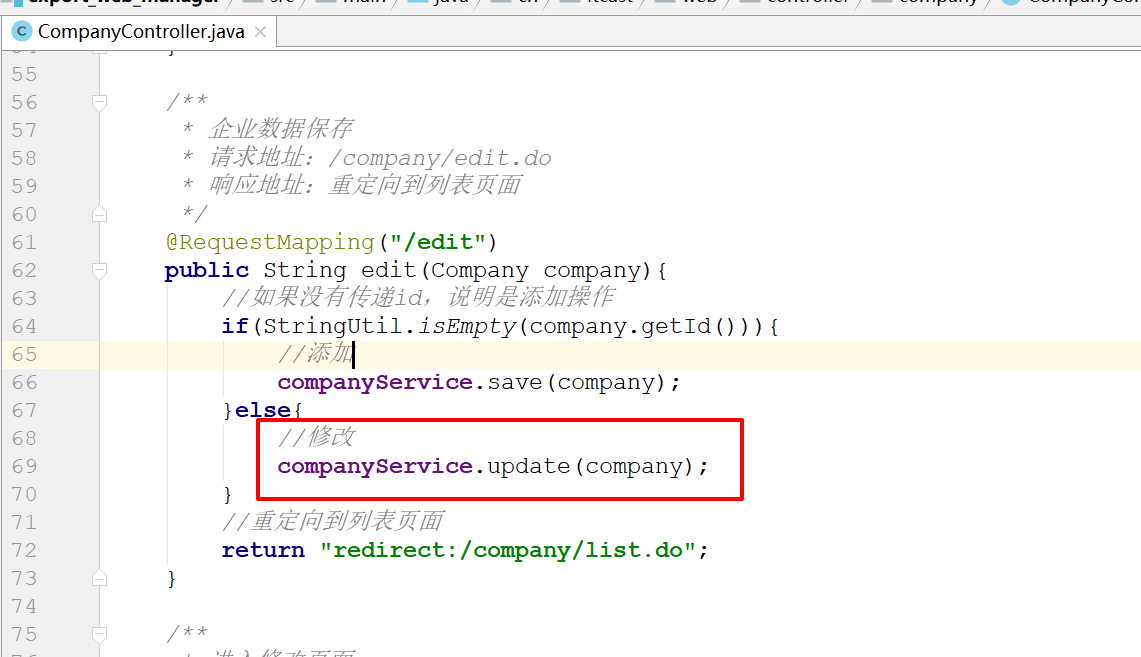 export_web_manager src main java cn itcast web controller company
CompanyController.java
55
56 /**
57 * 企业数据保存
58 * 请求地址：/company/edit.do
59 * 响应地址：重定向到列表页面
60 */
61 @RequestMapping("/edit")
62 public String edit(Company company){
63 //如果没有传递id，说明是添加操作
64 if(StringUtil.isEmpty(company.getId())){
65 //添加
66 companyService.save(company);
67 }else{
68 //修改
69 companyService.update(company);
70 }
71 //重定向到列表页面
72 return "redirect:/company/list.do";
73 }
74
75 /**